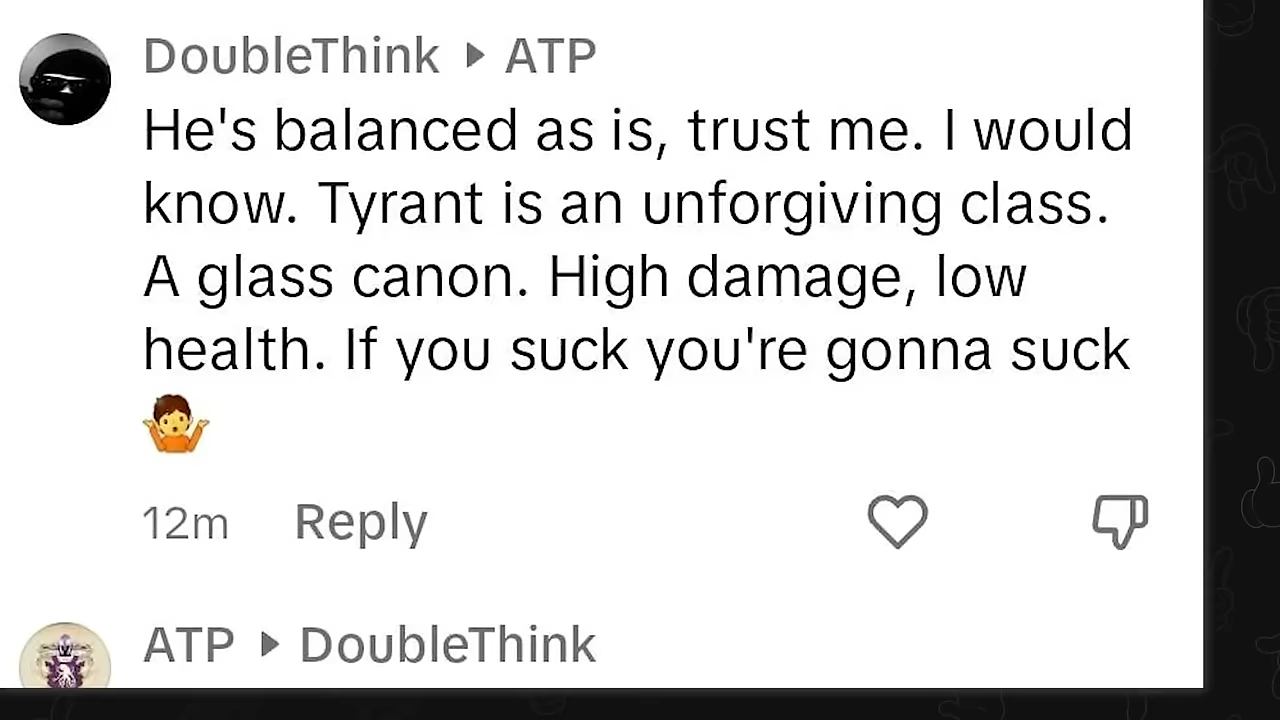 DoubleThink ▸ ATP
He's balanced as is, trust me. I would
know. Tyrant is an unforgiving class.
A glass canon. High damage, low
health. If you suck you're gonna suck
🤷
12m Reply
ATP ▸ DoubleThink